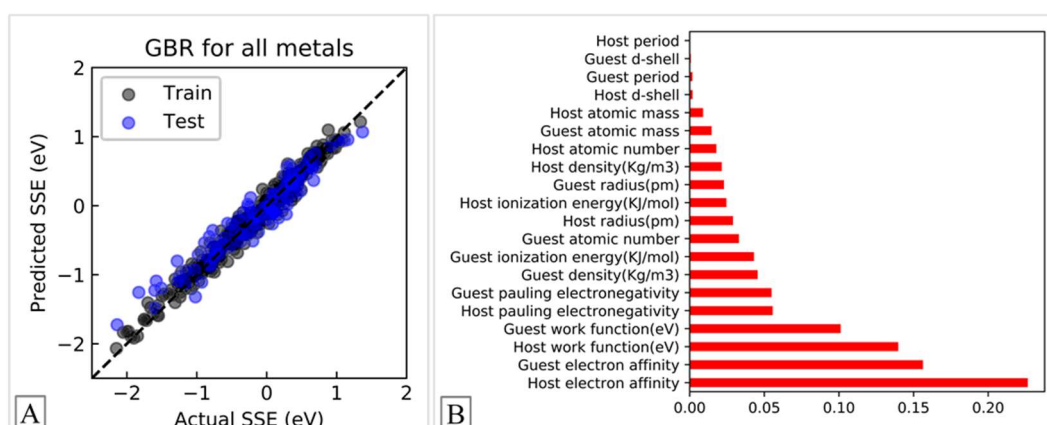 GBR for all metals
Train
Test
Predicted SSE (eV)
2
1
0
−1
−2
−2 −1 0 1 2
Actual SSE (eV)
A
Host period
Guest d-shell
Guest period
Host d-shell
Host atomic mass
Guest atomic mass
Host atomic number
Host density(Kg/m3)
Guest radius(pm)
Host ionization energy(KJ/mol)
Host radius(pm)
Guest atomic number
Guest ionization energy(KJ/mol)
Guest density(Kg/m3)
Guest pauling electronegativity
Host pauling electronegativity
Guest work function(eV)
Host work function(eV)
Guest electron affinity
Host electron affinity
0.00 0.05 0.10 0.15 0.20
B